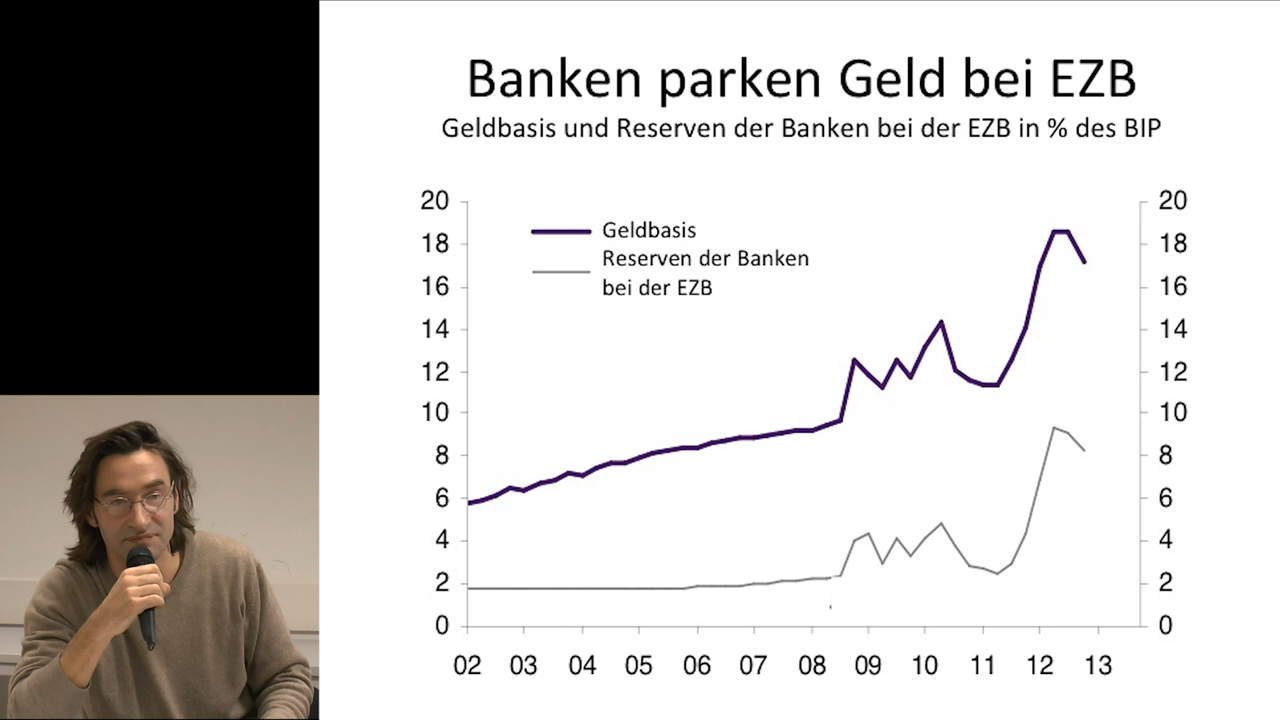 Banken parken Geld bei EZB
Geldbasis und Reserven der Banken bei der EZB in % des BIP
Geldbasis
Reserven der Banken
bei der EZB
20 20
18 18
16 16
14 14
12 12
10 10
8 8
6 6
4 4
2 2
0 0
02 03 04 05 06 07 08 09 10 11 12 13